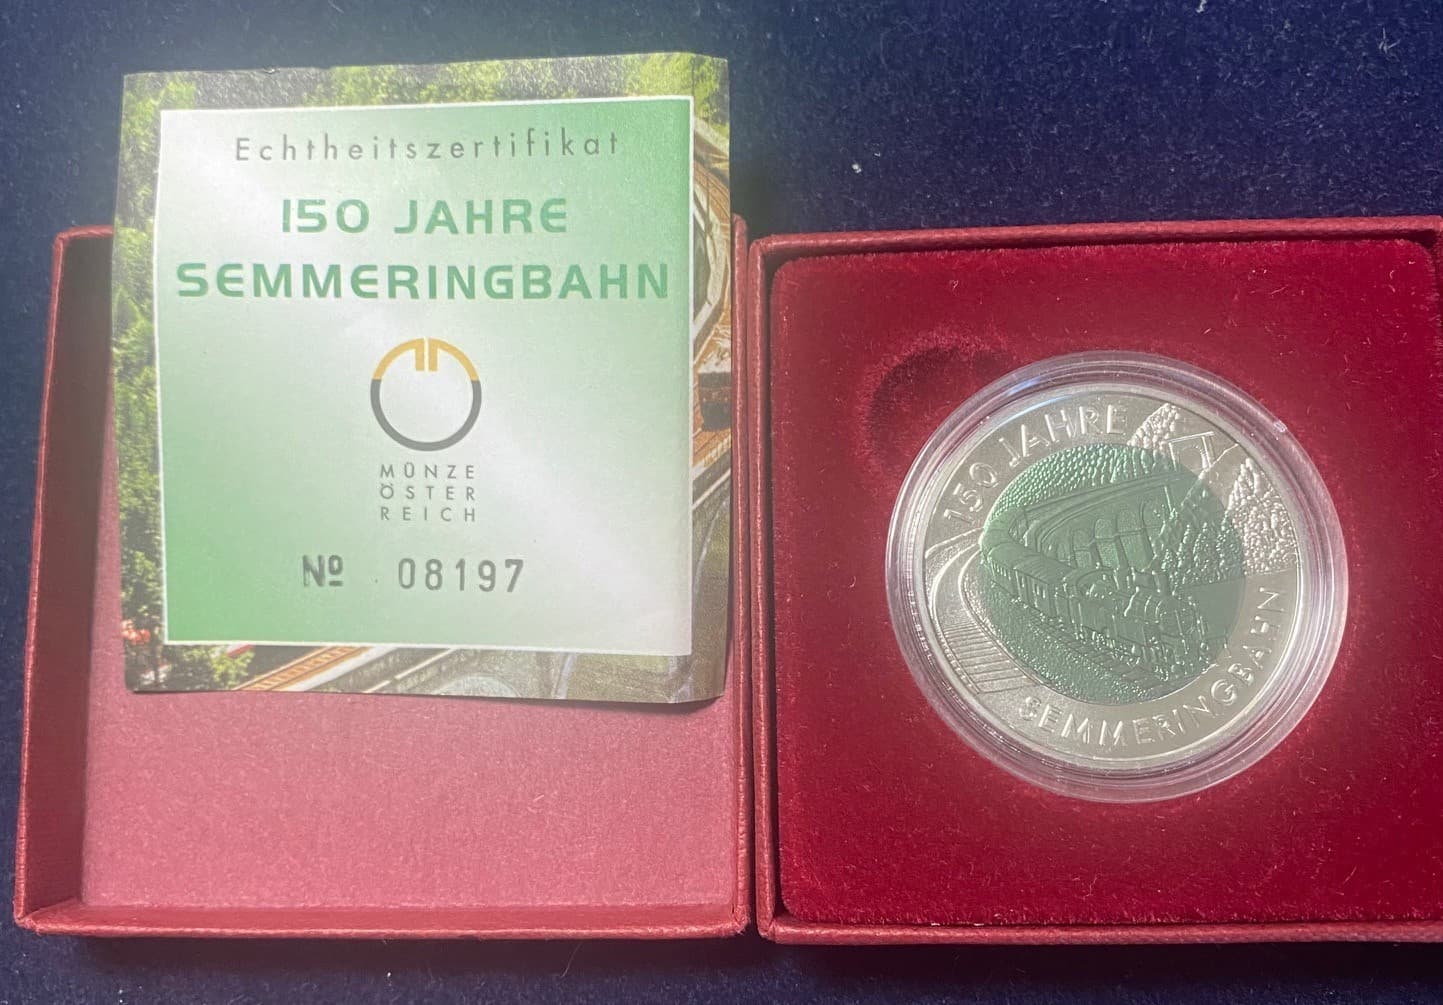 Echtheitszertifikat
150 JAHRE
SEMMERINGBAHN
MÜNZE
ÖSTER
REICH
Nº 08197
150 JAHRE
SEMMERINGBAHN